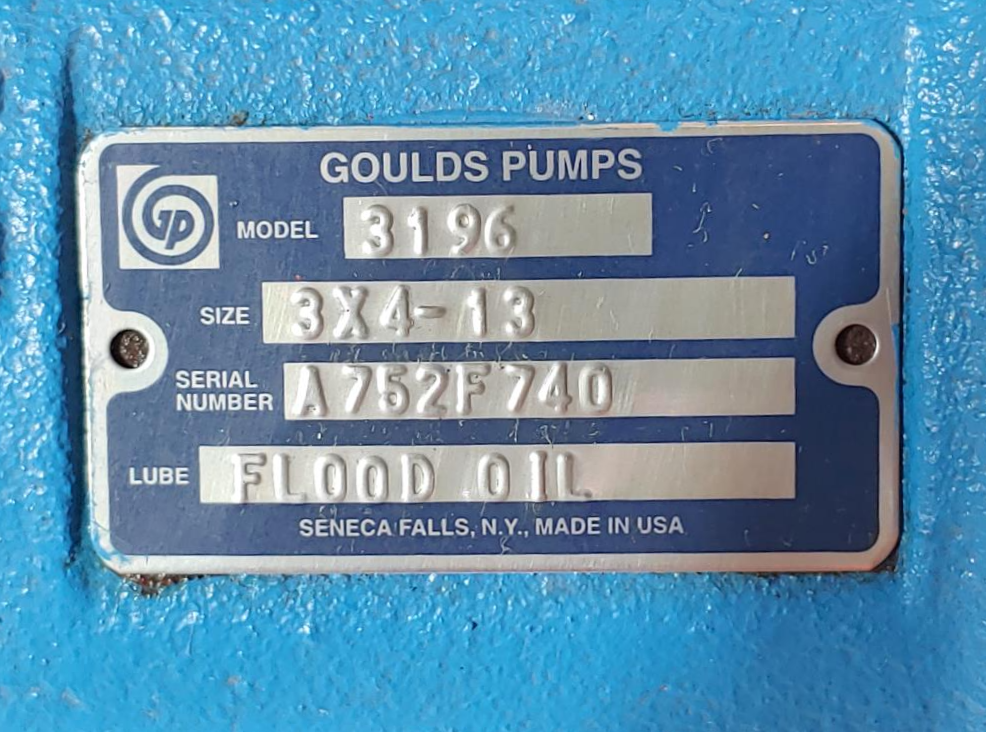 GOULDS PUMPS
GP
MODEL 3196
SIZE 3X4-13
SERIAL NUMBER A752F740
LUBE FLOOD OIL
SENECA FALLS, N.Y., MADE IN USA